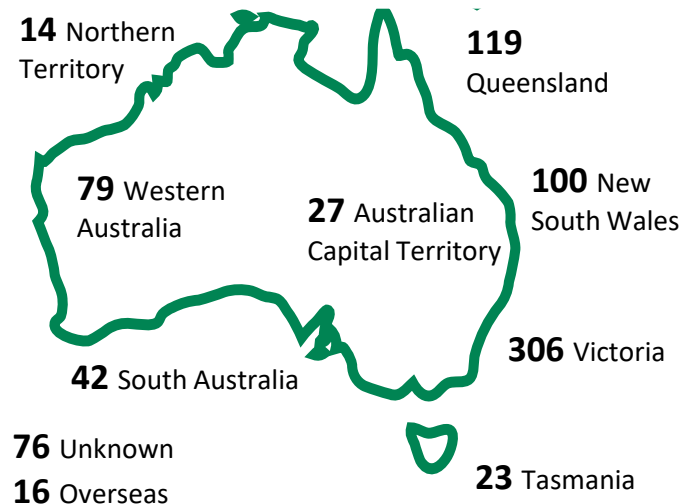 14 Northern
Territory
119
Queensland
79 Western
Australia
27 Australian
Capital Territory
100 New
South Wales
306 Victoria
42 South Australia
76 Unknown
16 Overseas
23 Tasmania